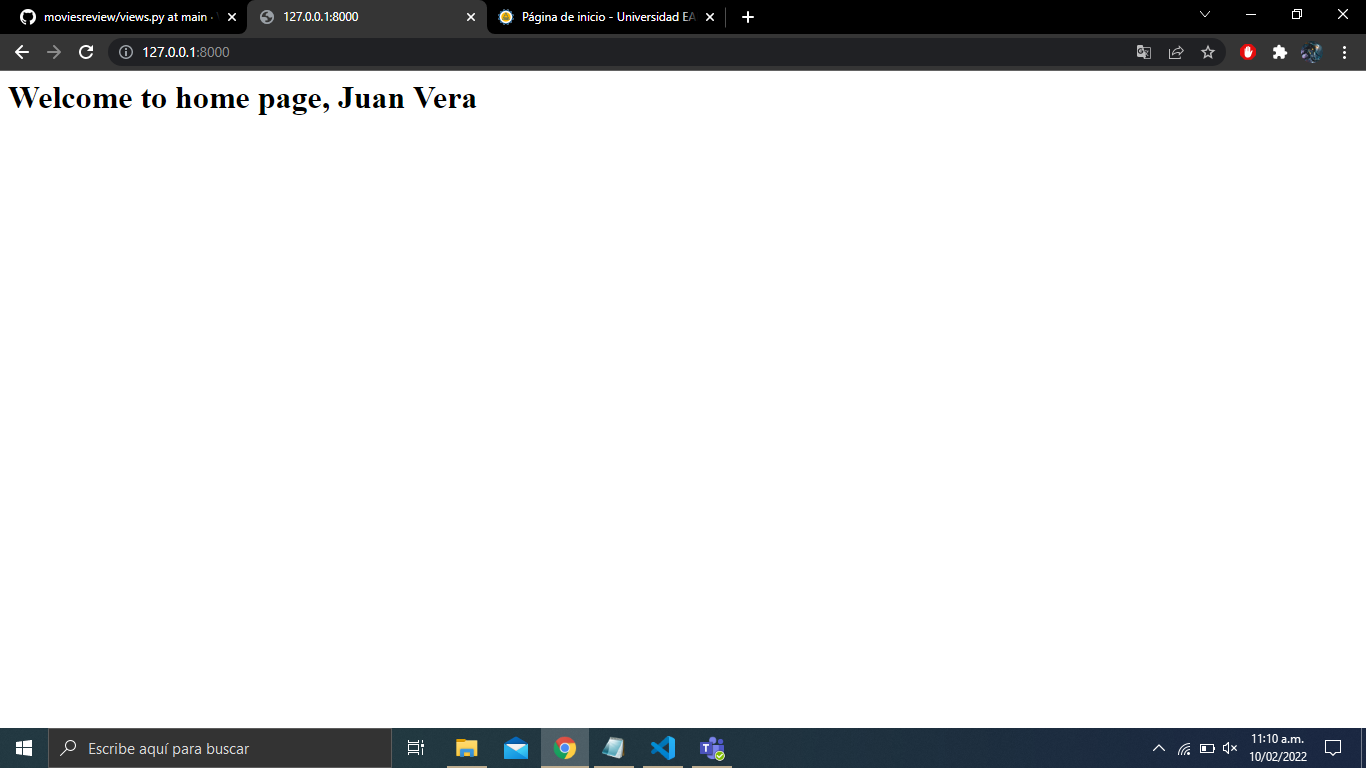 moviesreview/views.py at main ·
127.0.0.1:8000
Página de inicio - Universidad EA
127.0.0.1:8000
Welcome to home page, Juan Vera
Escribe aquí para buscar
11:10 a.m.
10/02/2022